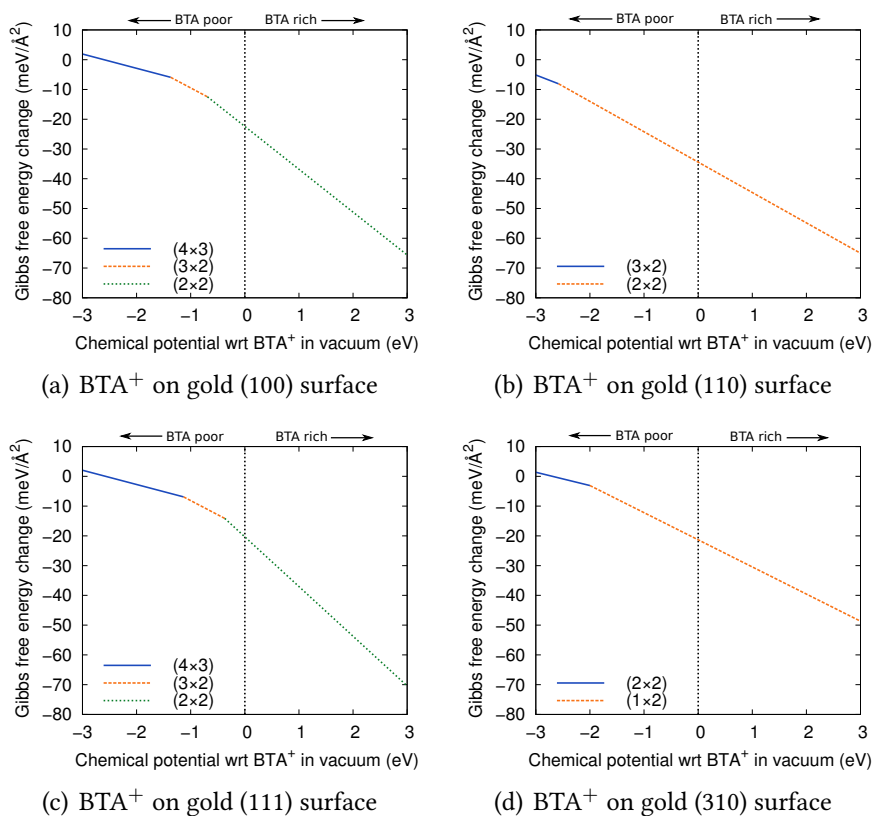 BTA poor BTA rich
10
0
−10
−20
−30
−40
−50
−60
−70
−80
Gibbs free energy change (meV/Å²)
(4×3)
(3×2)
(2×2)
−3 −2 −1 0 1 2 3
Chemical potential wrt BTA⁺ in vacuum (eV)
(a) BTA⁺ on gold (100) surface
BTA poor BTA rich
10
0
−10
−20
−30
−40
−50
−60
−70
−80
Gibbs free energy change (meV/Å²)
(3×2)
(2×2)
−3 −2 −1 0 1 2 3
Chemical potential wrt BTA⁺ in vacuum (eV)
(b) BTA⁺ on gold (110) surface
BTA poor BTA rich
10
0
−10
−20
−30
−40
−50
−60
−70
−80
Gibbs free energy change (meV/Å²)
(4×3)
(3×2)
(2×2)
−3 −2 −1 0 1 2 3
Chemical potential wrt BTA⁺ in vacuum (eV)
(c) BTA⁺ on gold (111) surface
BTA poor BTA rich
10
0
−10
−20
−30
−40
−50
−60
−70
−80
Gibbs free energy change (meV/Å²)
(2×2)
(1×2)
−3 −2 −1 0 1 2 3
Chemical potential wrt BTA⁺ in vacuum (eV)
(d) BTA⁺ on gold (310) surface